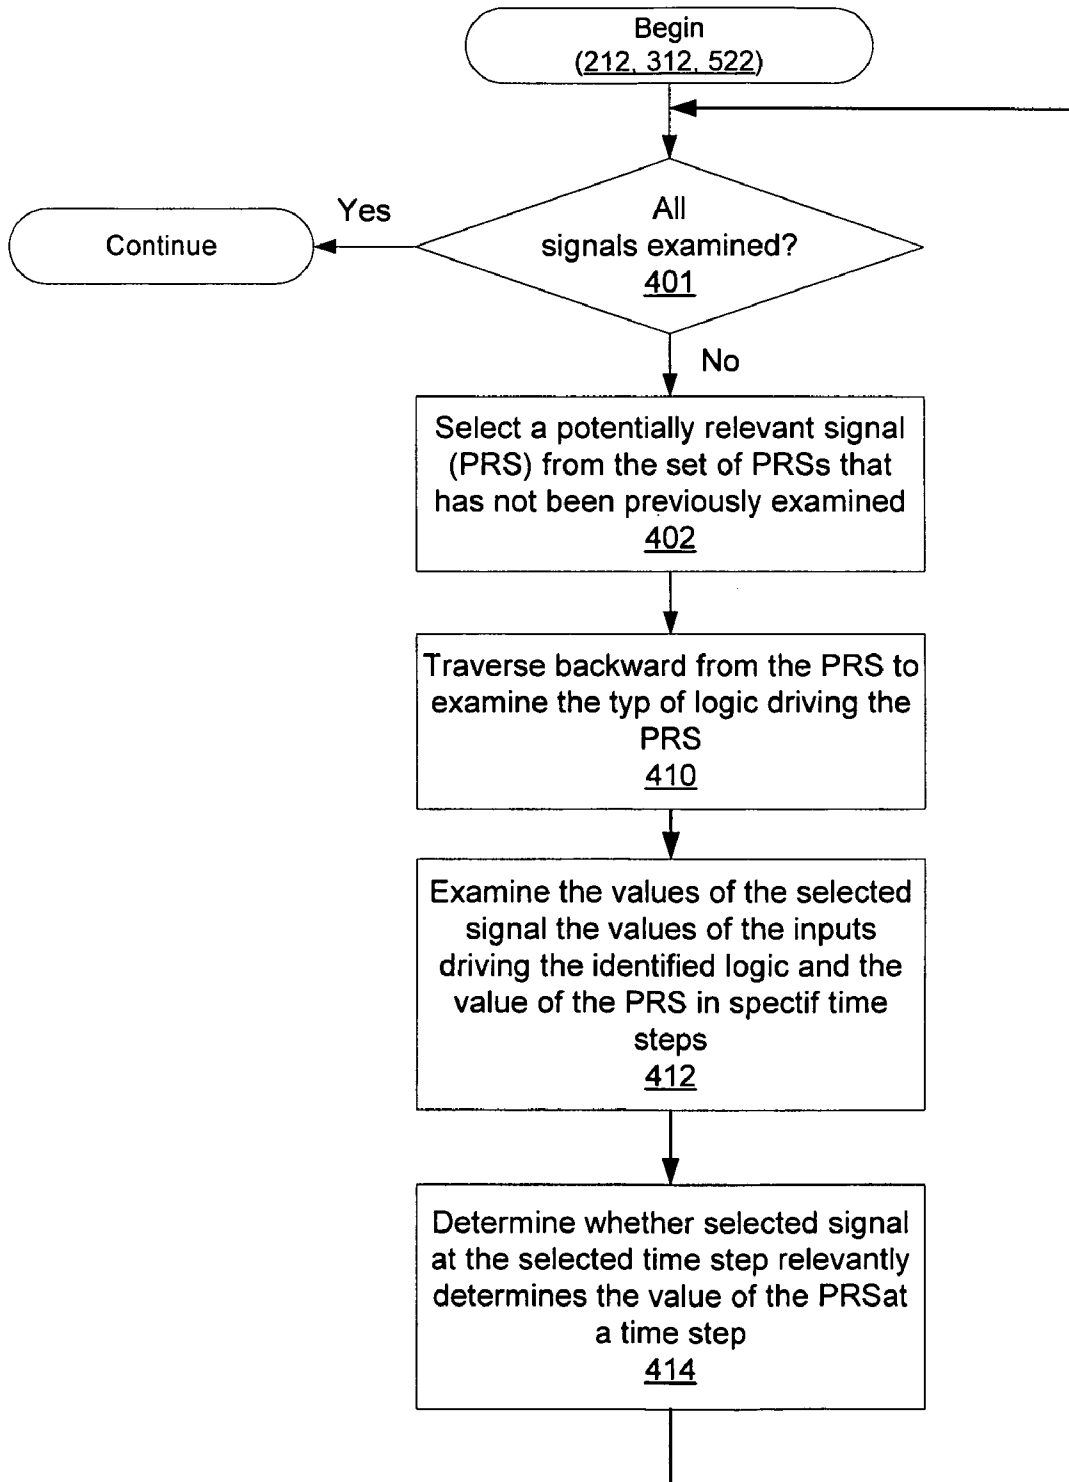 Begin
(212, 312, 522)
All
signals examined?
401
Yes
Continue
No
Select a potentially relevant signal
(PRS) from the set of PRSs that
has not been previously examined
402
Traverse backward from the PRS to
examine the typ of logic driving the
PRS
410
Examine the values of the selected
signal the values of the inputs
driving the identified logic and the
value of the PRS in spectif time
steps
412
Determine whether selected signal
at the selected time step relevantly
determines the value of the PRSat
a time step
414